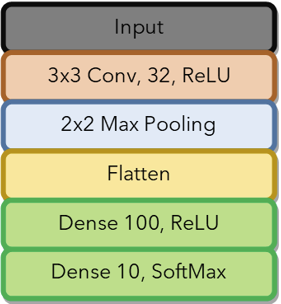 Input
3x3 Conv, 32, ReLU
2x2 Max Pooling
Flatten
Dense 100, ReLU
Dense 10, SoftMax